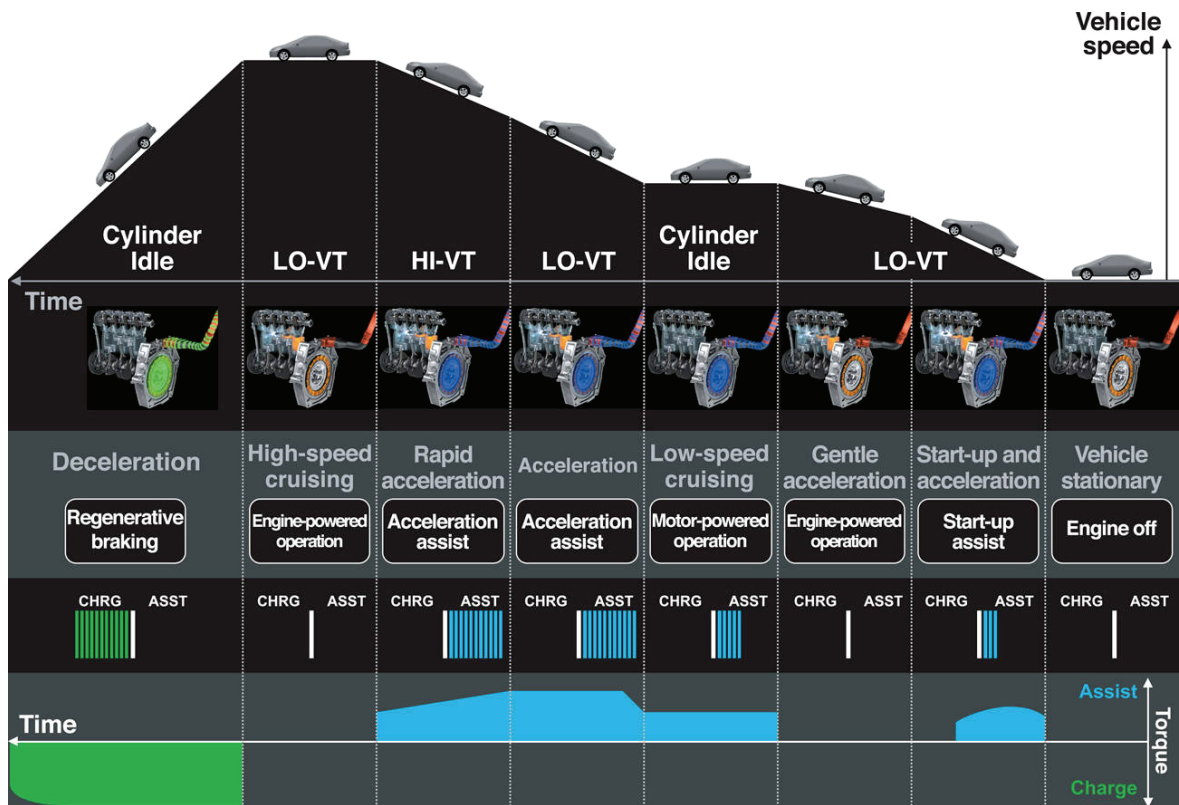 Vehicle
speed
Cylinder
Idle
LO-VT
HI-VT
LO-VT
Cylinder
Idle
LO-VT
Time
Deceleration
High-speed
cruising
Rapid
acceleration
Acceleration
Low-speed
cruising
Gentle
acceleration
Start-up and
acceleration
Vehicle
stationary
Regenerative
braking
Engine-powered
operation
Acceleration
assist
Acceleration
assist
Motor-powered
operation
Engine-powered
operation
Start-up
assist
Engine off
CHRG ASST
CHRG ASST
CHRG ASST
CHRG ASST
CHRG ASST
CHRG ASST
CHRG ASST
CHRG ASST
Assist
Time
Torque
Charge